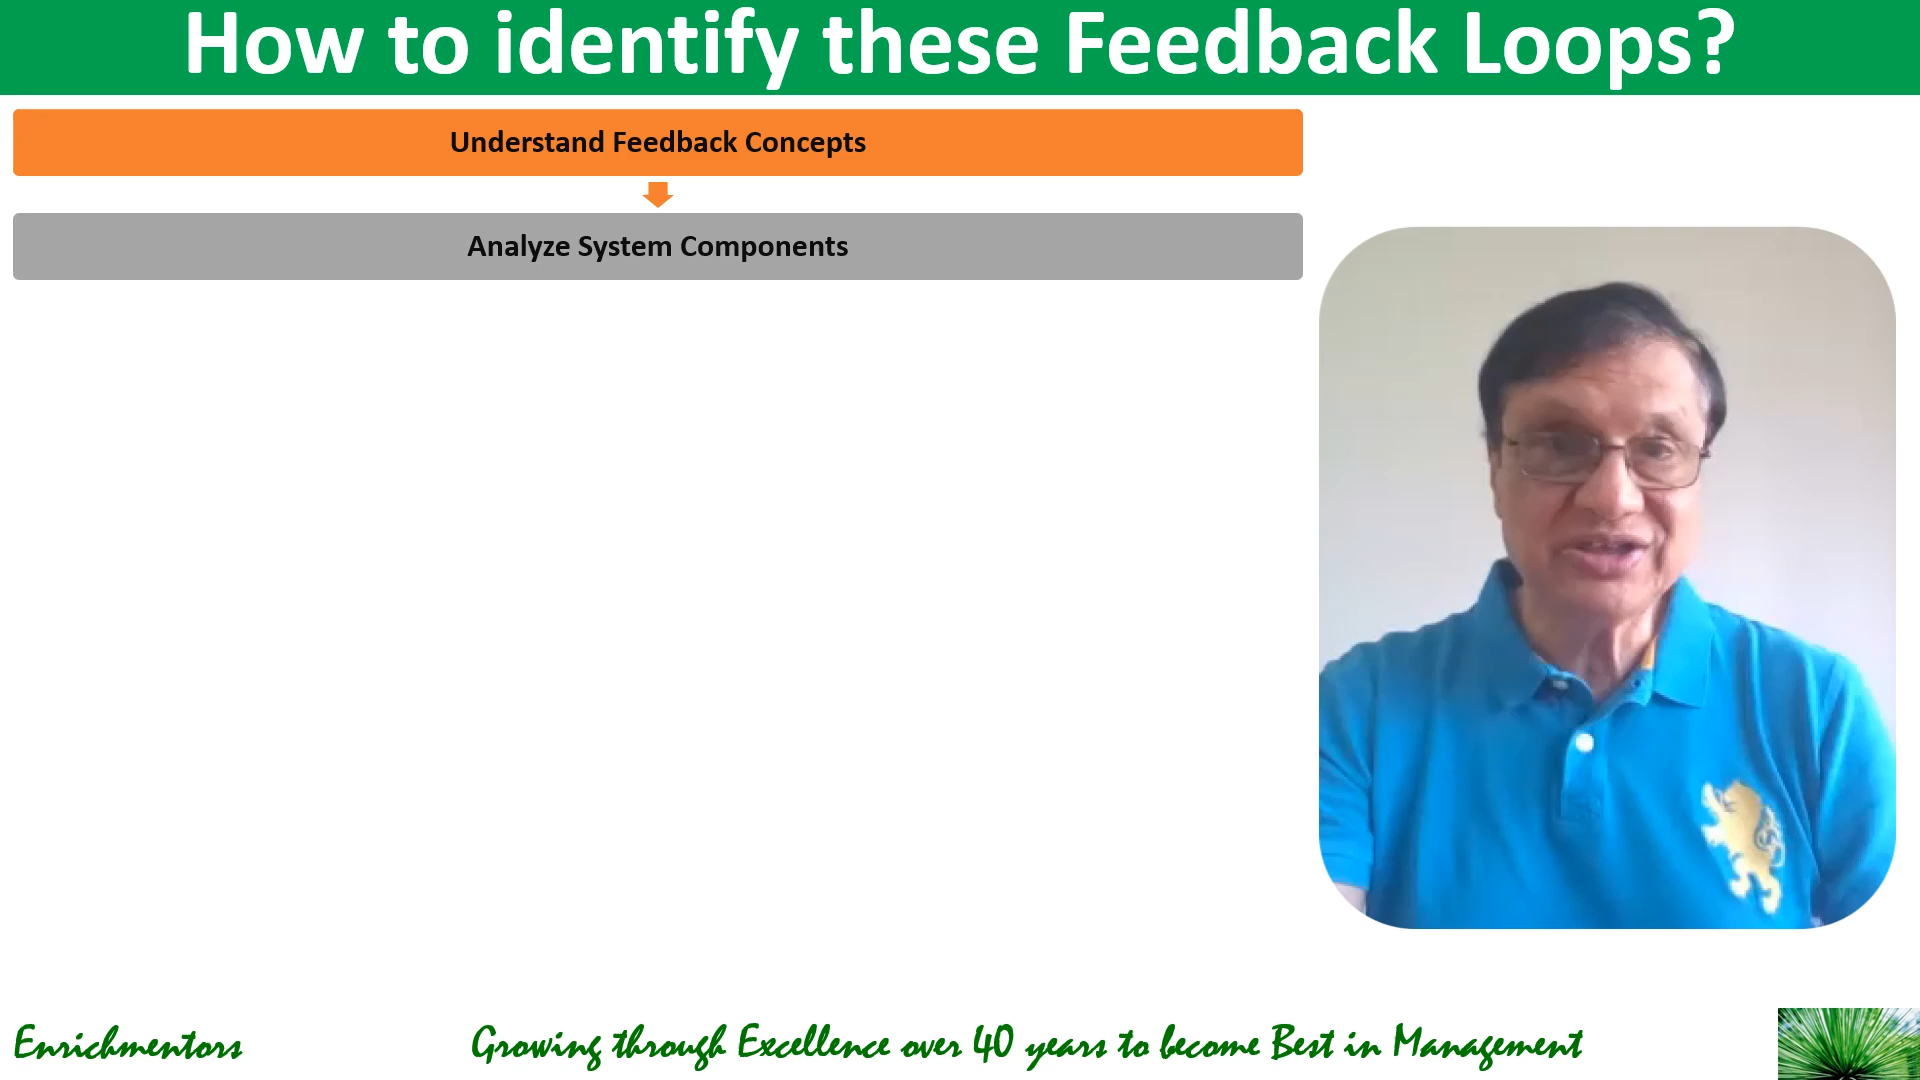 How to identify these Feedback Loops?
Understand Feedback Concepts
Analyze System Components
Enrichmentors
Growing through Excellence over 40 years to become Best in Management